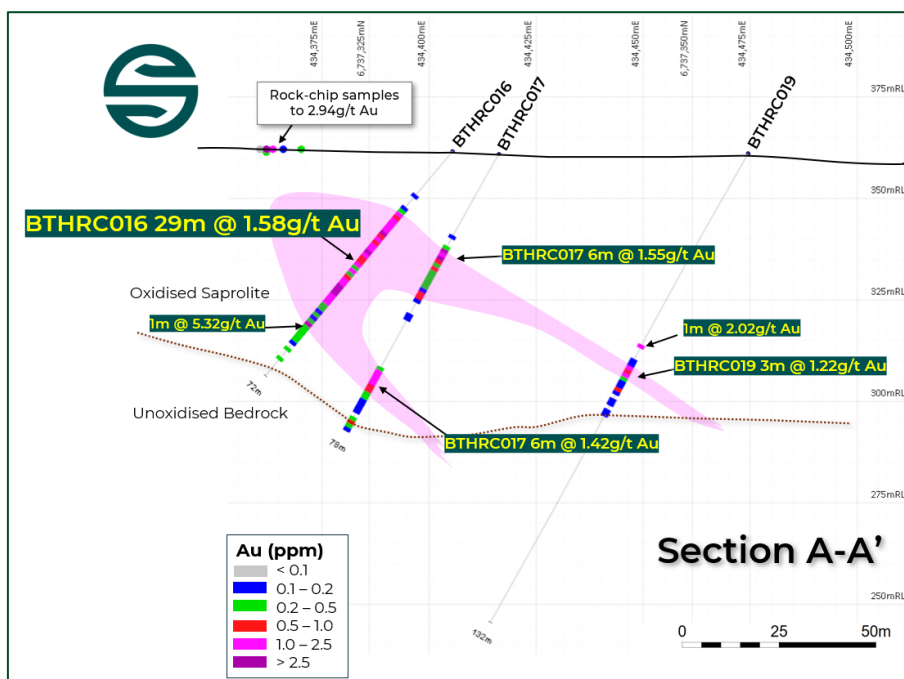 434,375mE
6,737,325mN
434,400mE
434,425mE
434,450mE
6,737,350mN
434,475mE
434,500mE
375mRL
Rock-chip samples
to 2.94g/t Au
BTHRC016
BTHRC017
BTHRC019
350mRL
BTHRC016 29m @ 1.58g/t Au
BTHRC017 6m @ 1.55g/t Au
Oxidised Saprolite
325mRL
1m @ 5.32g/t Au
1m @ 2.02g/t Au
BTHRC019 3m @ 1.22g/t Au
72m
300mRL
Unoxidised Bedrock
78m
BTHRC017 6m @ 1.42g/t Au
275mRL
Au (ppm)
< 0.1
0.1 – 0.2
0.2 – 0.5
0.5 – 1.0
1.0 – 2.5
> 2.5
Section A-A’
250mRL
132m
0 25 50m